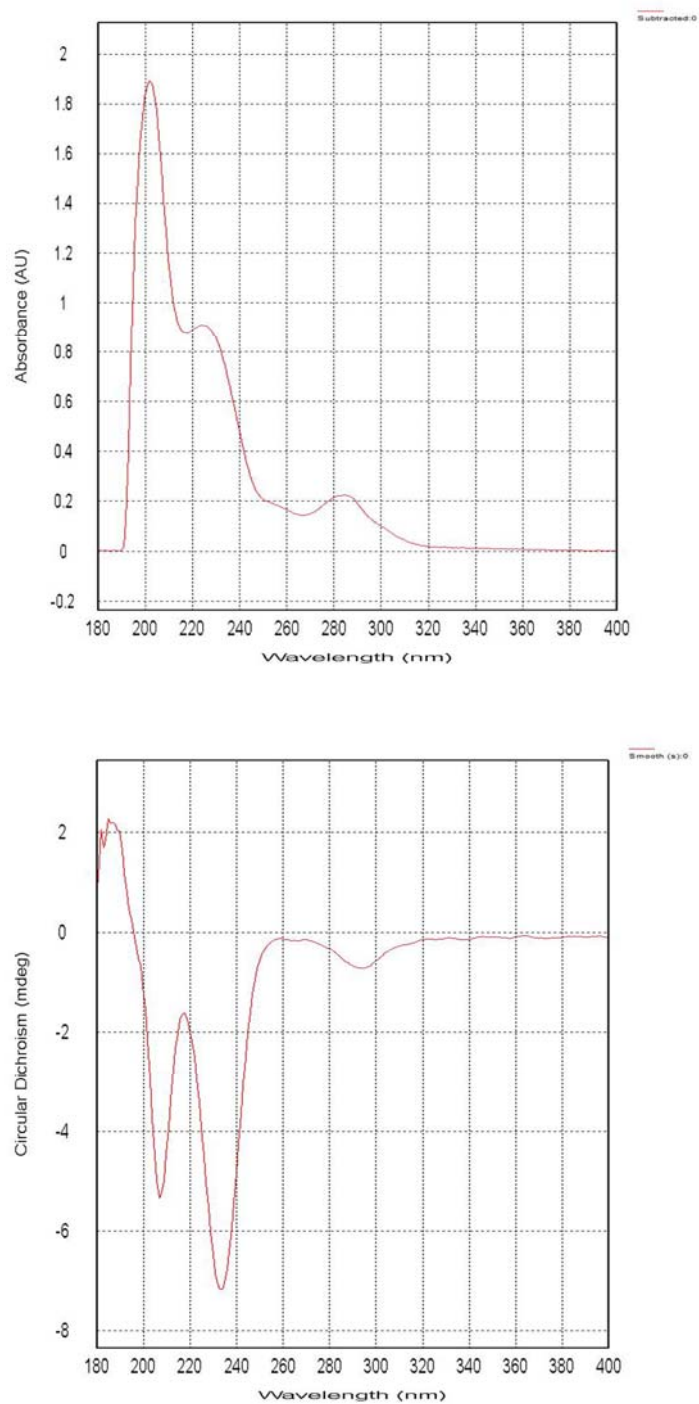 Subtracted:0
2
1.8
1.6
1.4
1.2
1
0.8
0.6
0.4
0.2
0
-0.2
Absorbance (AU)
180 200 220 240 260 280 300 320 340 360 380 400
Wavelength (nm)
Smooth (s):0
2
0
-2
-4
-6
-8
Circular Dichroism (mdeg)
180 200 220 240 260 280 300 320 340 360 380 400
Wavelength (nm)